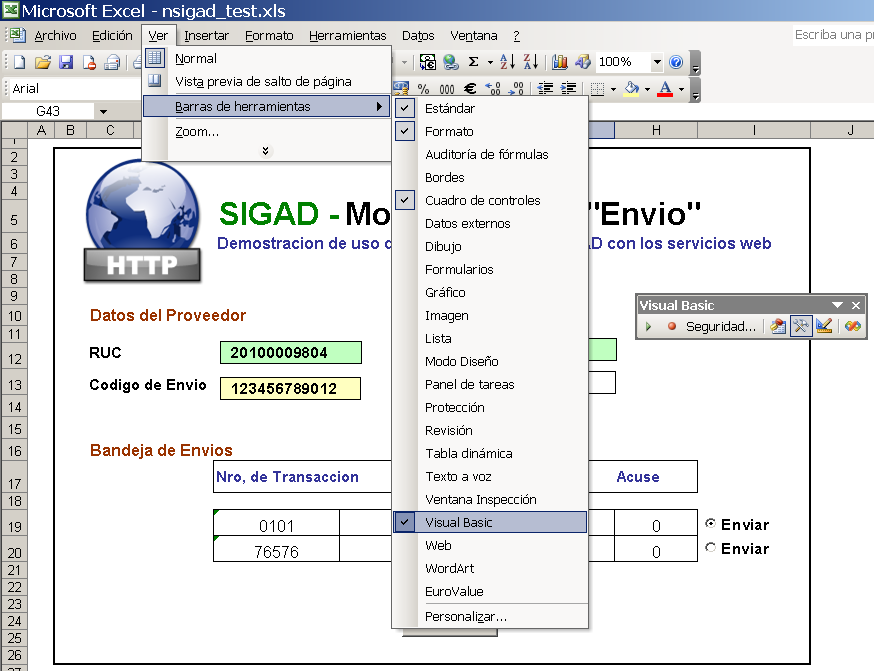 Microsoft Excel - nsigad_test.xls
Archivo Edición Ver Insertar Formato Herramientas Datos Ventana ? Escriba una pr
Normal
Vista previa de salto de página
Barras de herramientas
Zoom...
Σ A Z Z A 100% ?
Arial
% 000 €
G43
A B C H I J
Estándar
Formato
Auditoría de fórmulas
Bordes
Cuadro de controles
Datos externos
Dibujo
Formularios
Gráfico
Imagen
Lista
Modo Diseño
Panel de tareas
Protección
Revisión
Tabla dinámica
Texto a voz
Ventana Inspección
Visual Basic
Web
WordArt
EuroValue
Personalizar...
1
2
3
4
5
6
7
8
9
10
11
12
13
14
15
16
17
18
19
20
21
22
23
24
25
26
HTTP
SIGAD - Mo "Envio"
Demostracion de uso d AD con los servicios web
Visual Basic
Seguridad...
Datos del Proveedor
RUC 20100009804
Codigo de Envio 123456789012
Bandeja de Envios
Nro, de Transaccion Acuse
0101 0 Enviar
76576 0 Enviar